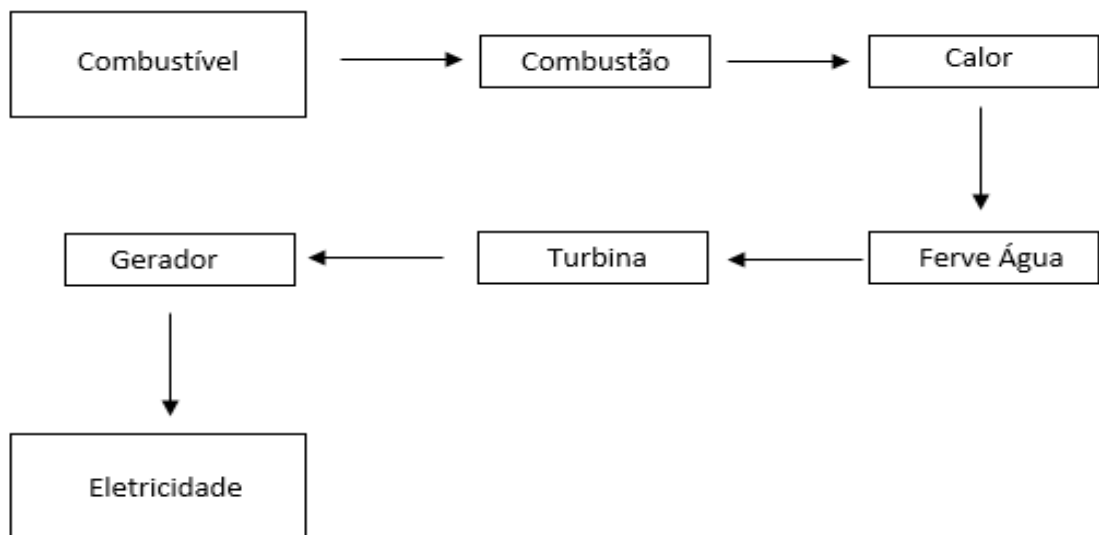 Combustível
Combustão
Calor
Ferve Água
Turbina
Gerador
Eletricidade